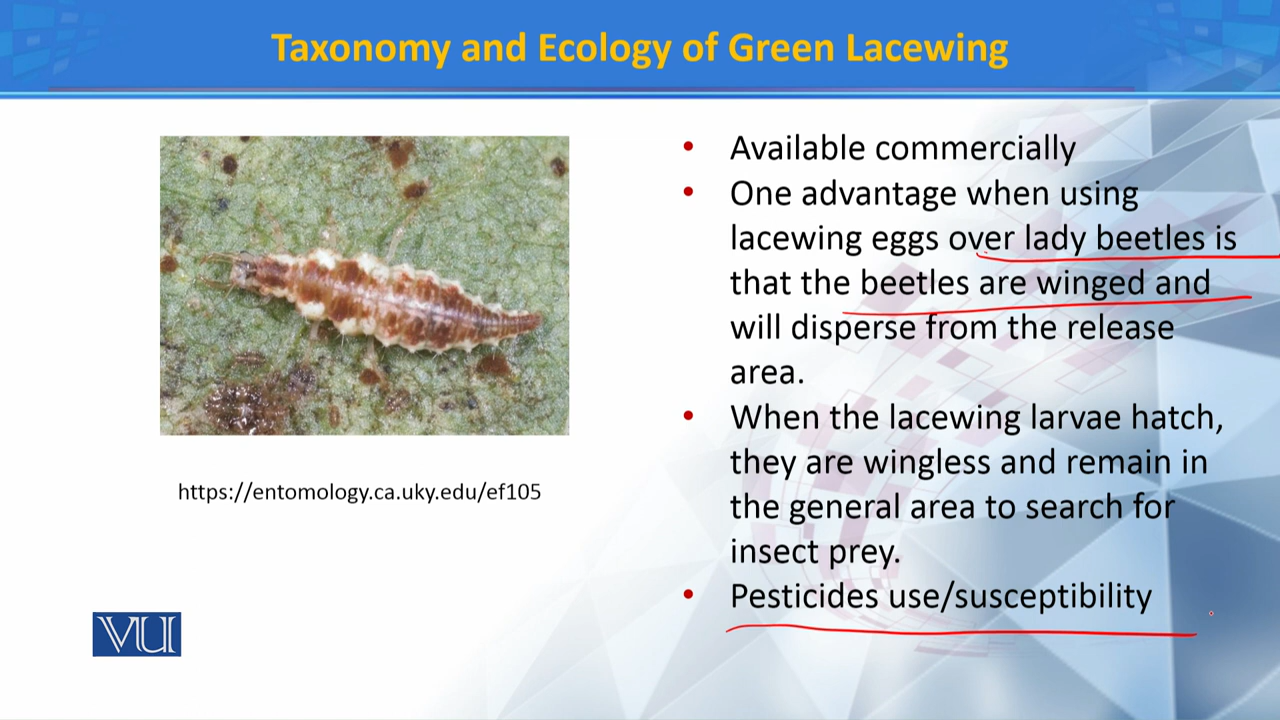 Taxonomy and Ecology of Green Lacewing
• Available commercially
• One advantage when using
lacewing eggs over lady beetles is
that the beetles are winged and
will disperse from the release
area.
• When the lacewing larvae hatch,
they are wingless and remain in
the general area to search for
insect prey.
• Pesticides use/susceptibility
https://entomology.ca.uky.edu/ef105
VU